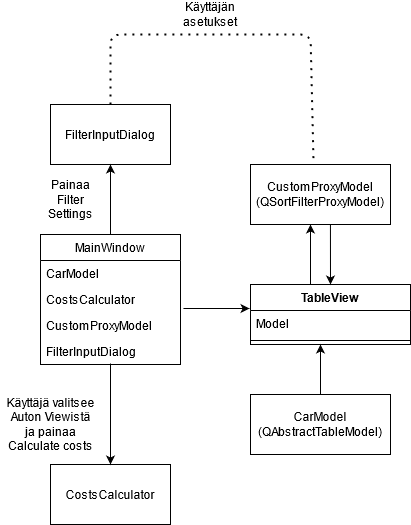 Käyttäjän
asetukset
FilterInputDialog
Painaa
Filter
Settings
CustomProxyModel
(QSortFilterProxyModel)
MainWindow
CarModel
CostsCalculator
CustomProxyModel
FilterInputDialog
TableView
Model
Käyttäjä valitsee
Auton Viewistä
ja painaa
Calculate costs
CarModel
(QAbstractTableModel)
CostsCalculator